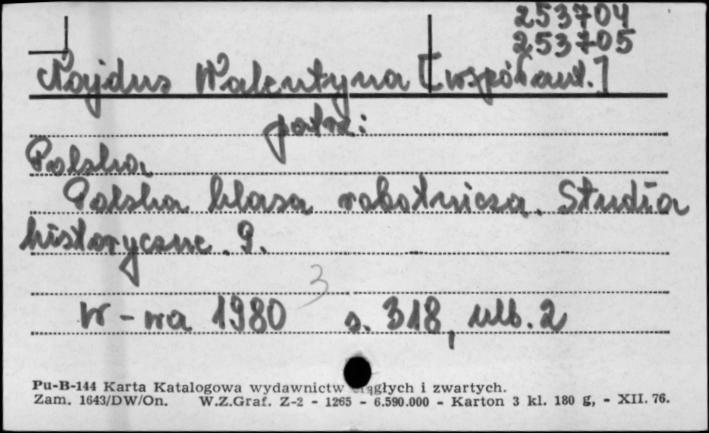 253704
253705
Najdus Walentyna [współaut.]
patrz:
Polska
Polska klasa robotnicza. Studia
historyczne. 9.
3
W-wa 1980 s. 318, nlb. 2
Pu-B-144 Karta Katalogowa wydawnictw ciągłych i zwartych.
Zam. 1643/DW/On. W.Z.Graf. Z-2 - 1265 - 6.590.000 - Karton 3 kl. 180 g, - XII. 76.